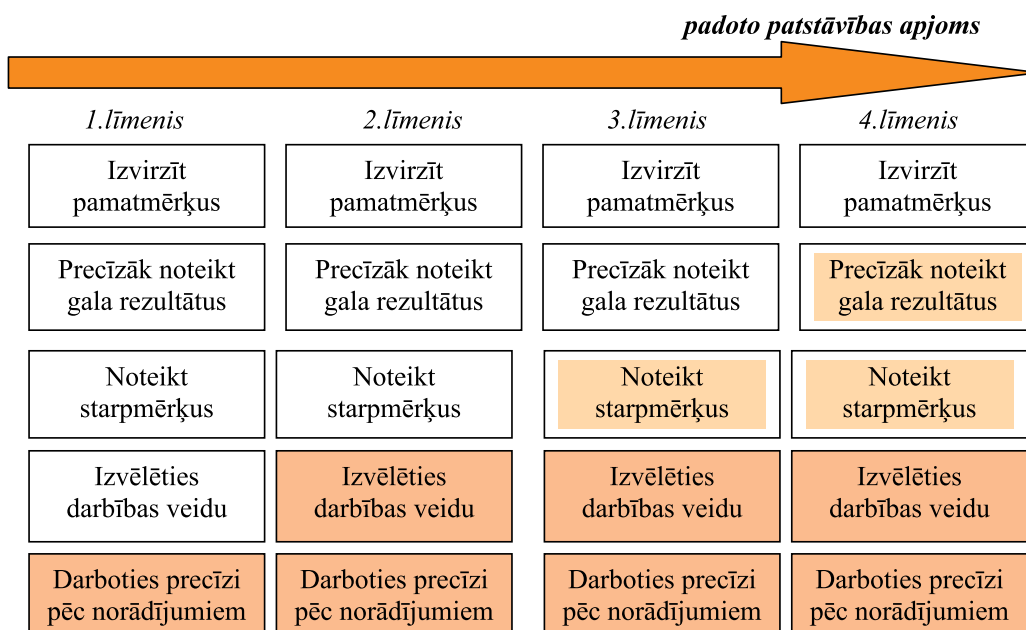 padoto patstāvības apjoms
1.līmenis 2.līmenis 3.līmenis 4.līmenis
Izvirzīt Izvirzīt Izvirzīt Izvirzīt
pamatmērķus pamatmērķus pamatmērķus pamatmērķus
Precīzāk noteikt Precīzāk noteikt Precīzāk noteikt Precīzāk noteikt
gala rezultātus gala rezultātus gala rezultātus gala rezultātus
Noteikt Noteikt Noteikt Noteikt
starpmērķus starpmērķus starpmērķus starpmērķus
Izvēlēties Izvēlēties Izvēlēties Izvēlēties
darbības veidu darbības veidu darbības veidu darbības veidu
Darboties precīzi Darboties precīzi Darboties precīzi Darboties precīzi
pēc norādījumiem pēc norādījumiem pēc norādījumiem pēc norādījumiem